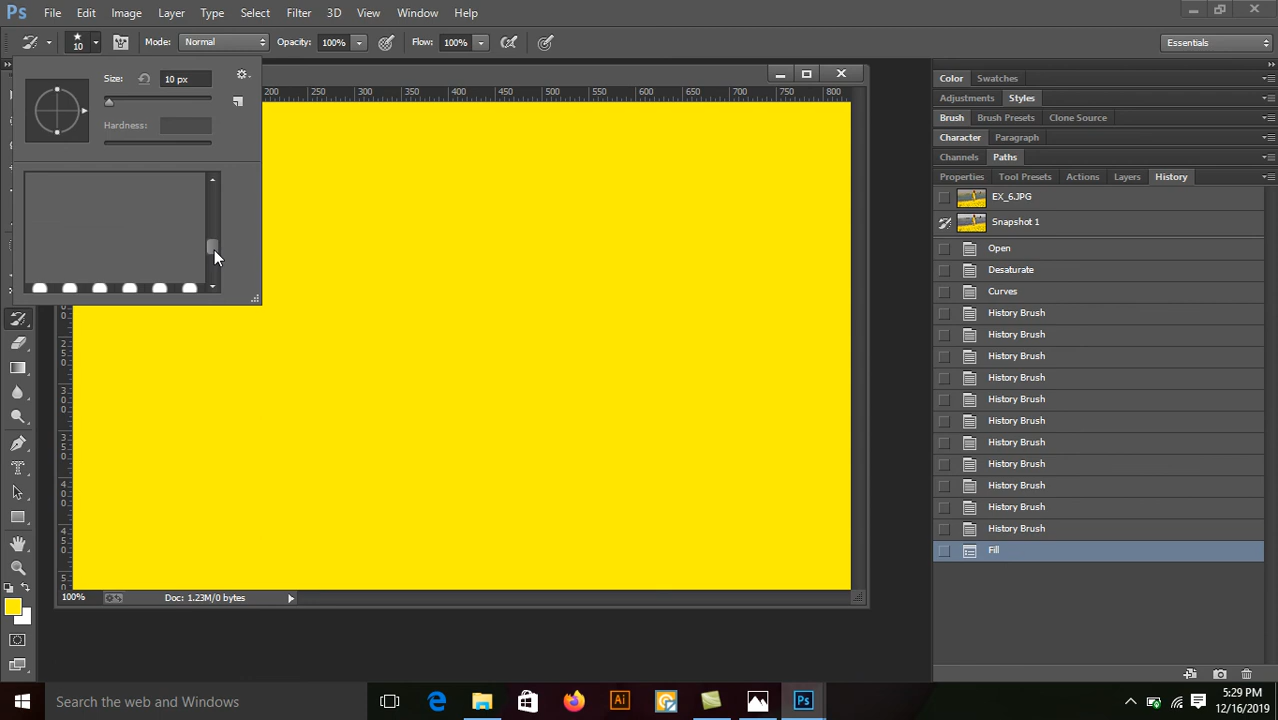 Ps File Edit Image Layer Type Select Filter 3D View Window Help
10 Mode: Normal Opacity: 100% Flow: 100% Essentials
Size: 10 px
Hardness:
200 250 300 350 400 450 500 550 600 650 700 750 800
Color Swatches
Adjustments Styles
Brush Brush Presets Clone Source
Character Paragraph
Channels Paths
Properties Tool Presets Actions Layers History
EX_6.JPG
Snapshot 1
Open
Desaturate
Curves
History Brush
History Brush
History Brush
History Brush
History Brush
History Brush
History Brush
History Brush
History Brush
History Brush
History Brush
Fill
100% Doc: 1.23M/0 bytes
Search the web and Windows
Ai Ps
5:29 PM
12/16/2019